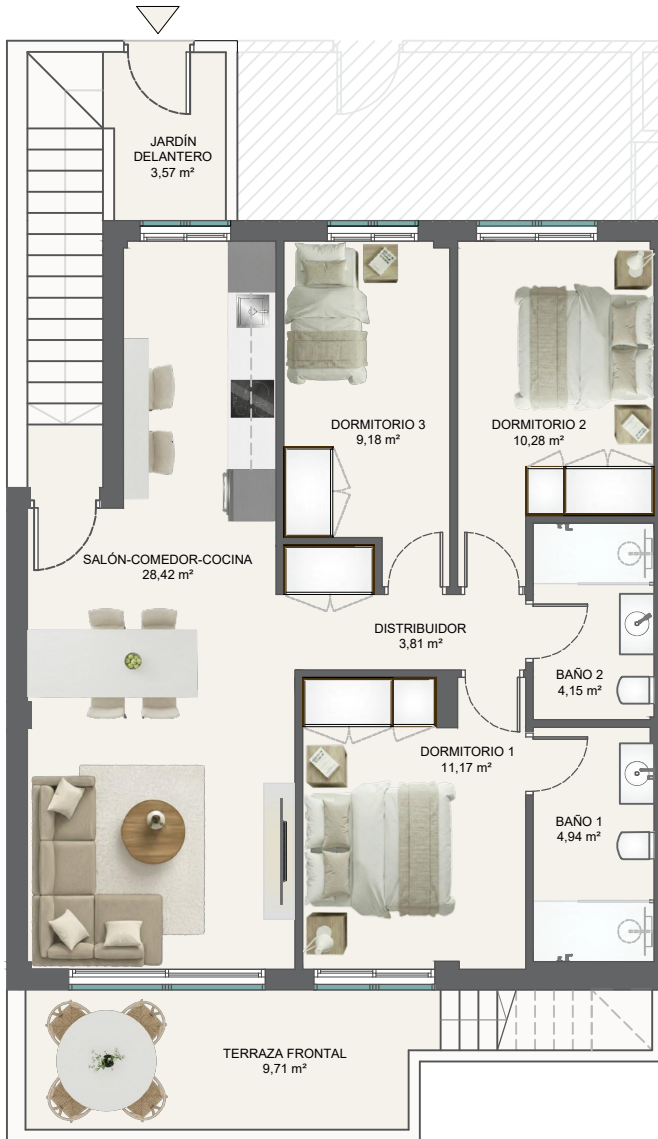 JARDÍN
DELANTERO
3,57 m²
DORMITORIO 3
9,18 m²
DORMITORIO 2
10,28 m²
SALÓN-COMEDOR-COCINA
28,42 m²
DISTRIBUIDOR
3,81 m²
BAÑO 2
4,15 m²
DORMITORIO 1
11,17 m²
BAÑO 1
4,94 m²
TERRAZA FRONTAL
9,71 m²